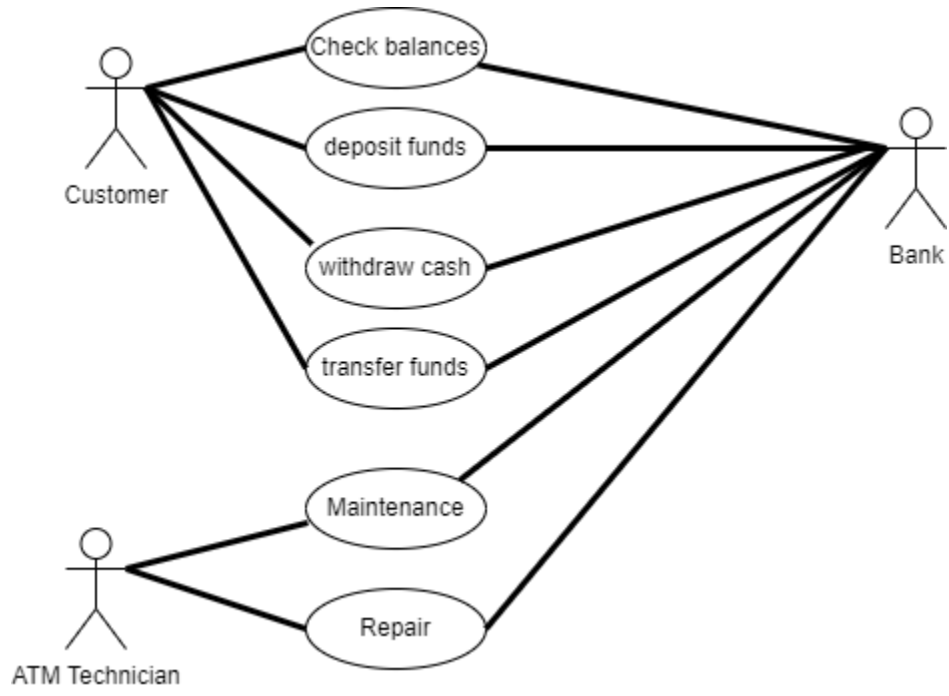 Check balances
deposit funds
Customer
Bank
withdraw cash
transfer funds
Maintenance
Repair
ATM Technician